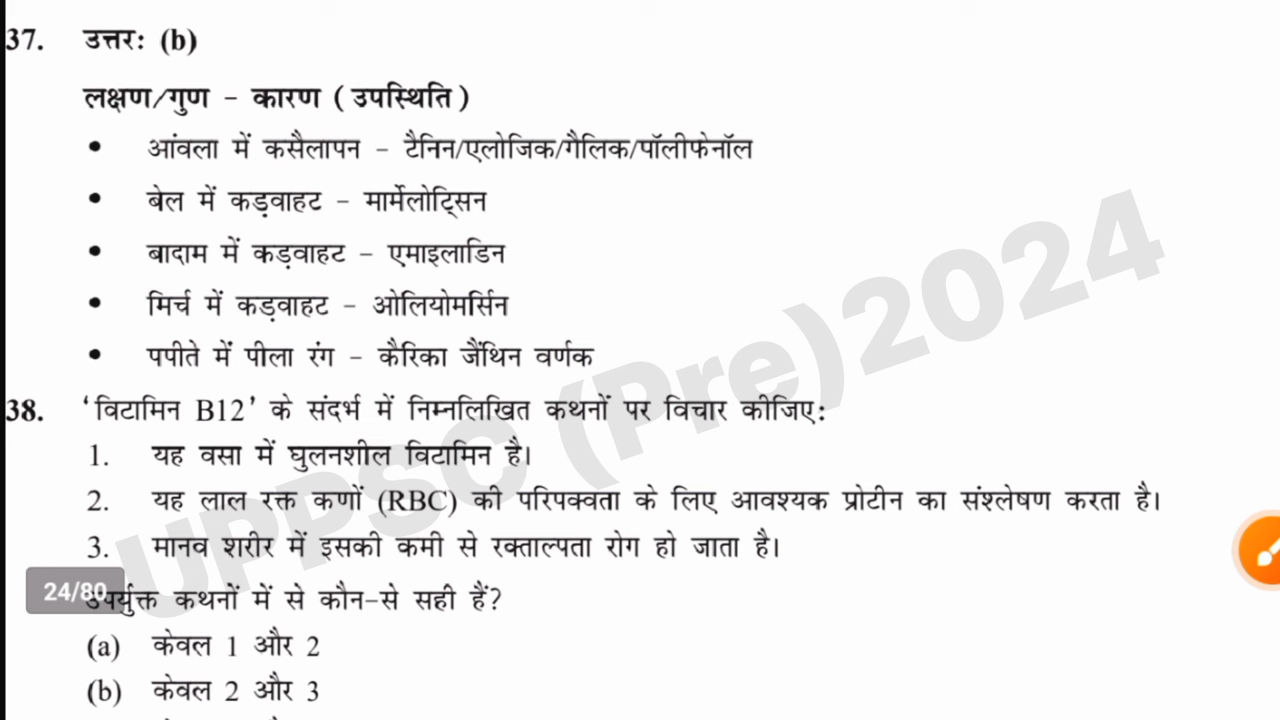 37. उत्तर: (b)
लक्षण/गुण - कारण ( उपस्थिति )
• आंवला में कसैलापन - टैनिन/एलोजिक/गैलिक/पॉलीफेनॉल
• बेल में कड़वाहट - मार्मेलोट्सिन
• बादाम में कड़वाहट - एमाइलाडिन
• मिर्च में कड़वाहट - ओलियोमर्सिन
• पपीते में पीला रंग - कैरिका जैंथिन वर्णक
38. 'विटामिन B12' के संदर्भ में निम्नलिखित कथनों पर विचार कीजिए:
1. यह वसा में घुलनशील विटामिन है।
2. यह लाल रक्त कणों (RBC) की परिपक्वता के लिए आवश्यक प्रोटीन का संश्लेषण करता है।
3. मानव शरीर में इसकी कमी से रक्ताल्पता रोग हो जाता है।
24/80
उपर्युक्त कथनों में से कौन-से सही हैं?
(a) केवल 1 और 2
(b) केवल 2 और 3
UPPSC (Pre)2024